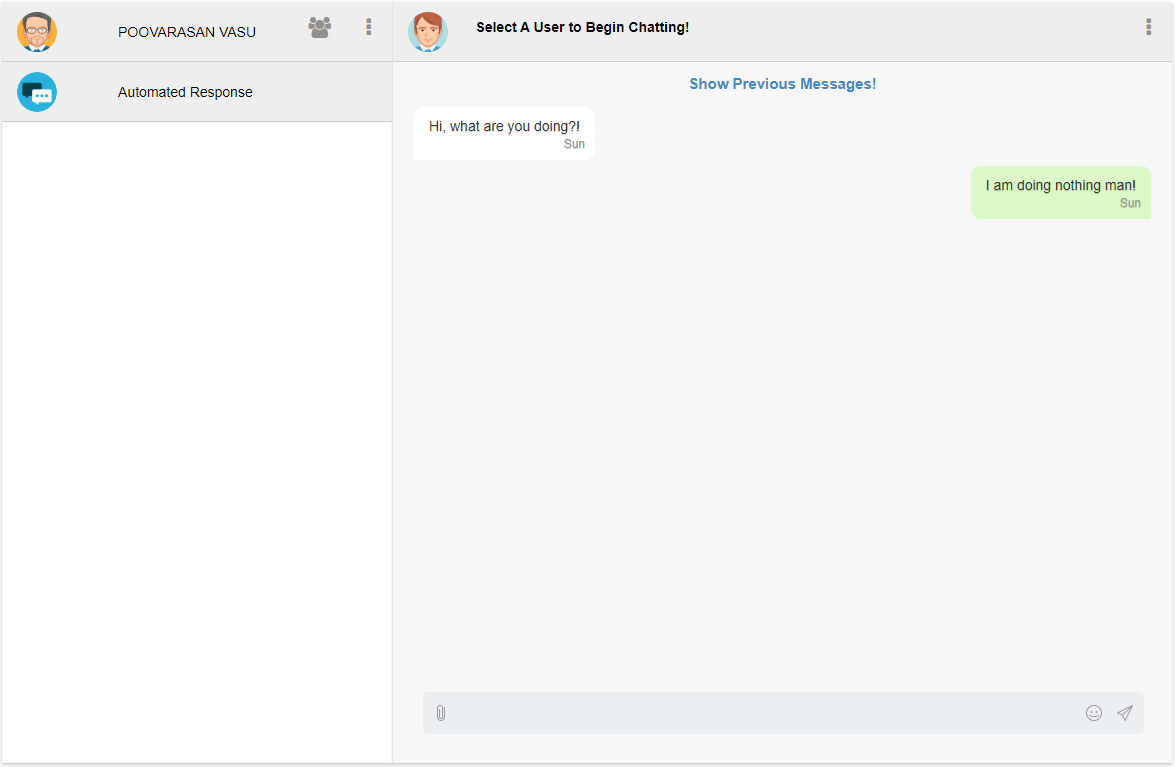 POOVARASAN VASU
Automated Response
Select A User to Begin Chatting!
Show Previous Messages!
Hi, what are you doing?!
Sun
I am doing nothing man!
Sun